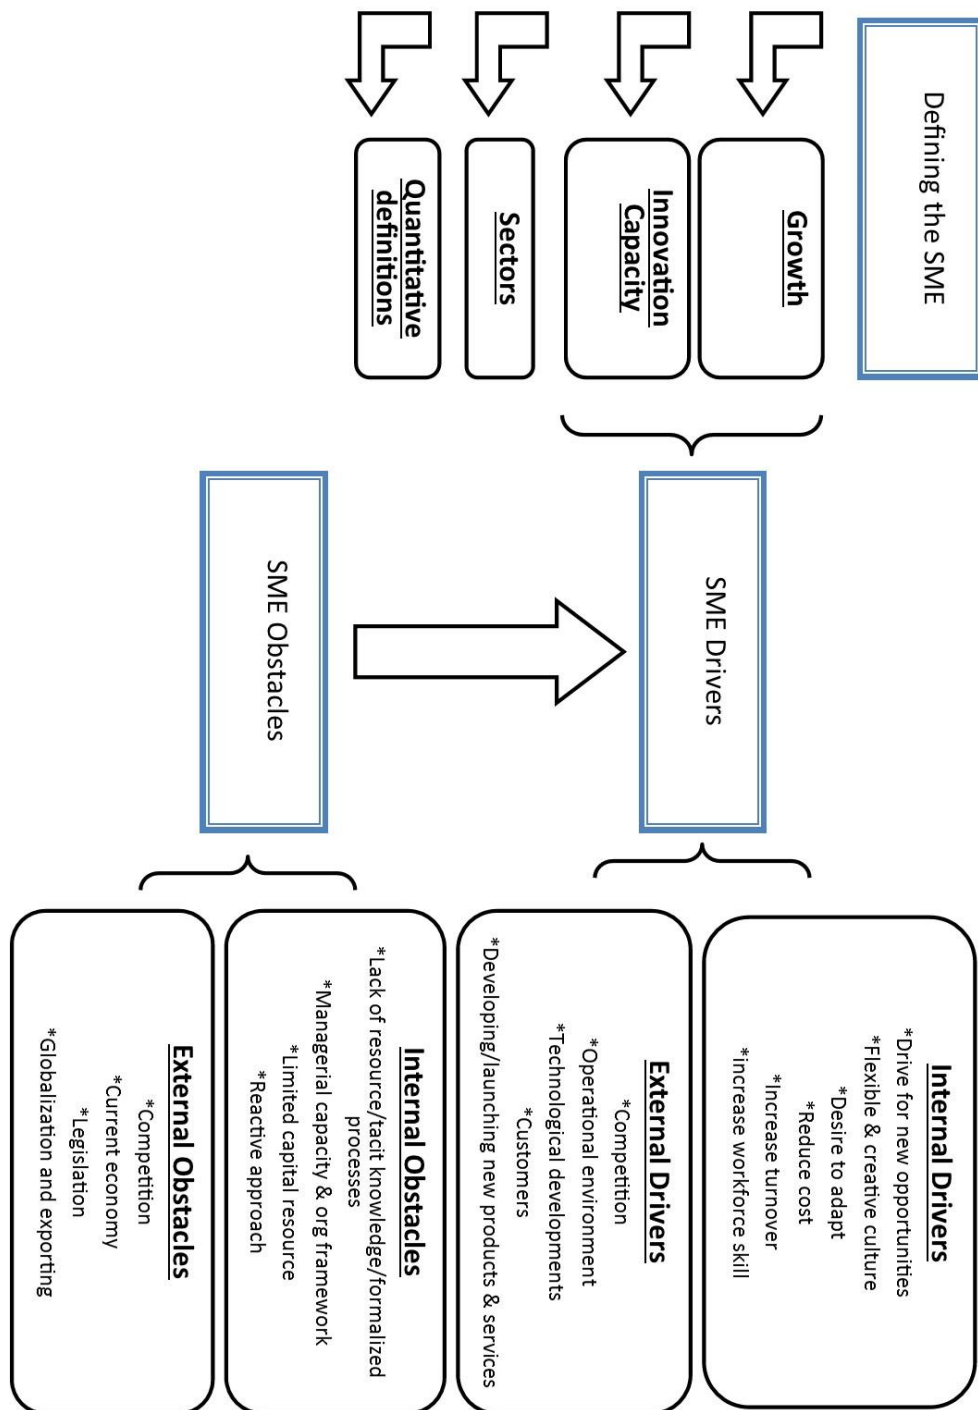 Defining the SME
Growth
Innovation
Capacity
Sectors
Quantitative
definitions
SME Drivers
SME Obstacles
Internal Drivers
*Drive for new opportunities
*Flexible & creative culture
*Desire to adapt
*Reduce cost
*Increase turnover
*increase workforce skill
External Drivers
*Competition
*Operational environment
*Technological developments
*Customers
*Developing/launching new products & services
Internal Obstacles
*Lack of resource/tacit knowledge/formalized
processes
*Managerial capacity & org framework
*Limited capital resource
*Reactive approach
External Obstacles
*Competition
*Current economy
*Legislation
*Globalization and exporting